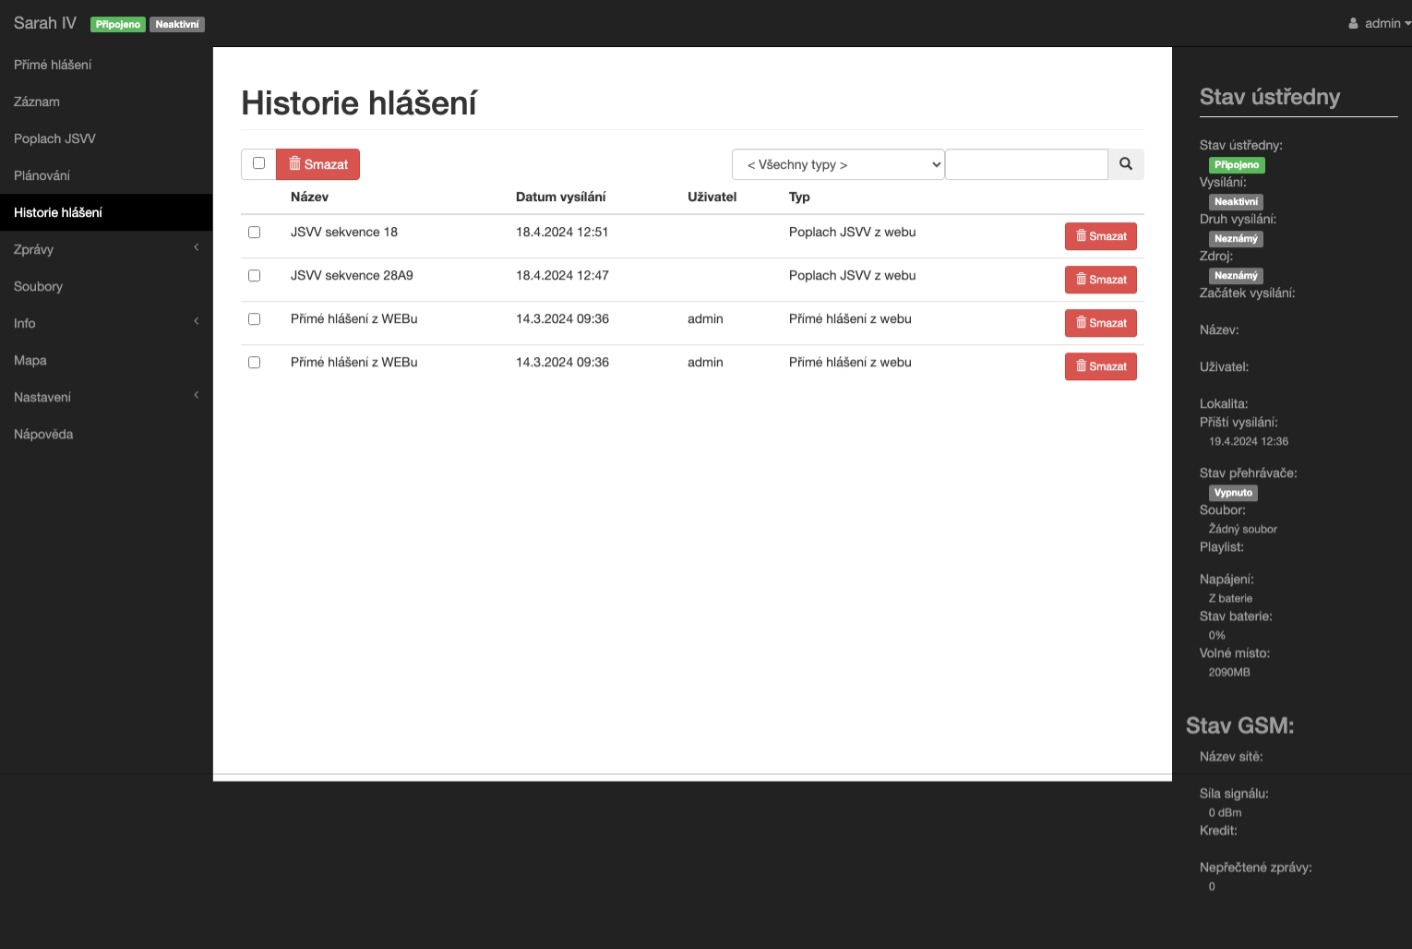 Sarah IV Připojeno Neaktivní
admin
Přímé hlášení
Záznam
Poplach JSVV
Plánování
Historie hlášení
Zprávy
Soubory
Info
Mapa
Nastavení
Nápověda
Historie hlášení
Smazat
< Všechny typy >
Název Datum vysílání Uživatel Typ
JSVV sekvence 18 18.4.2024 12:51 Poplach JSVV z webu Smazat
JSVV sekvence 28A9 18.4.2024 12:47 Poplach JSVV z webu Smazat
Přímé hlášení z WEBu 14.3.2024 09:36 admin Přímé hlášení z webu Smazat
Přímé hlášení z WEBu 14.3.2024 09:36 admin Přímé hlášení z webu Smazat
Stav ústředny
Stav ústředny:
Připojeno
Vysílání:
Neaktivní
Druh vysílání:
Neznámý
Zdroj:
Neznámý
Začátek vysílání:
Název:
Uživatel:
Lokalita:
Příští vysílání:
19.4.2024 12:36
Stav přehrávače:
Vypnuto
Soubor:
Žádný soubor
Playlist:
Napájení:
Z baterie
Stav baterie:
0%
Volné místo:
2090MB
Stav GSM:
Název sítě:
Síla signálu:
0 dBm
Kredit:
Nepřečtené zprávy:
0